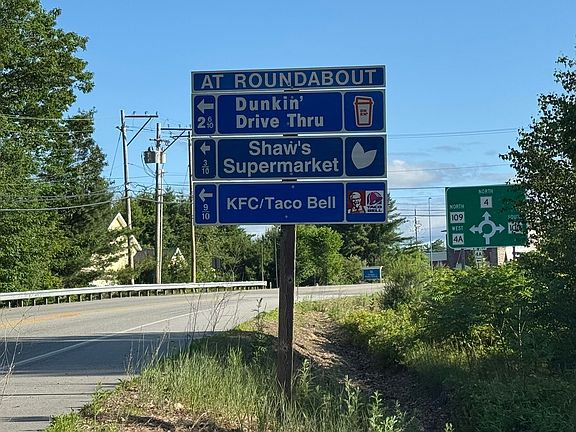 AT ROUNDABOUT
Dunkin'
Drive Thru
2 6/10
Shaw's
Supermarket
3/10
KFC/Taco Bell
9/10
NORTH
4
NORTH
109
WEST
4A